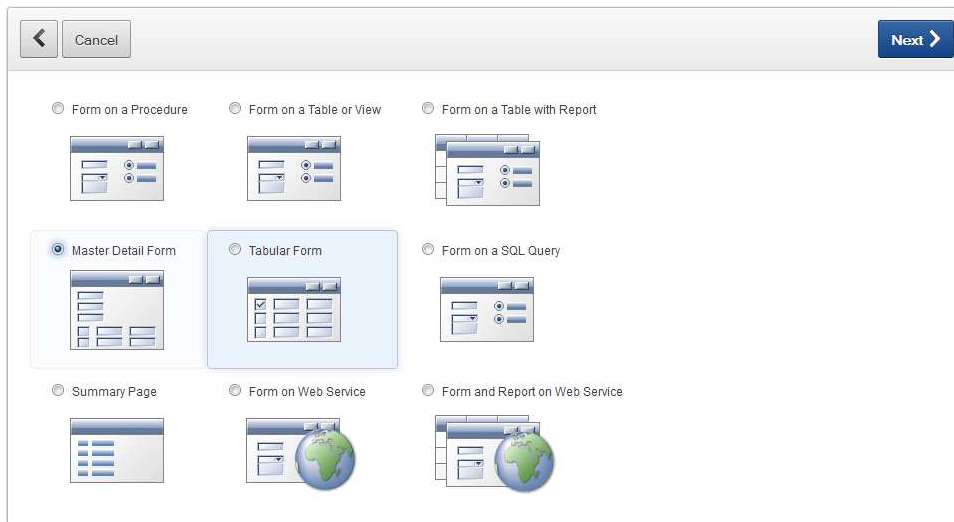 Cancel
Next
Form on a Procedure
Form on a Table or View
Form on a Table with Report
Master Detail Form
Tabular Form
Form on a SQL Query
Summary Page
Form on Web Service
Form and Report on Web Service